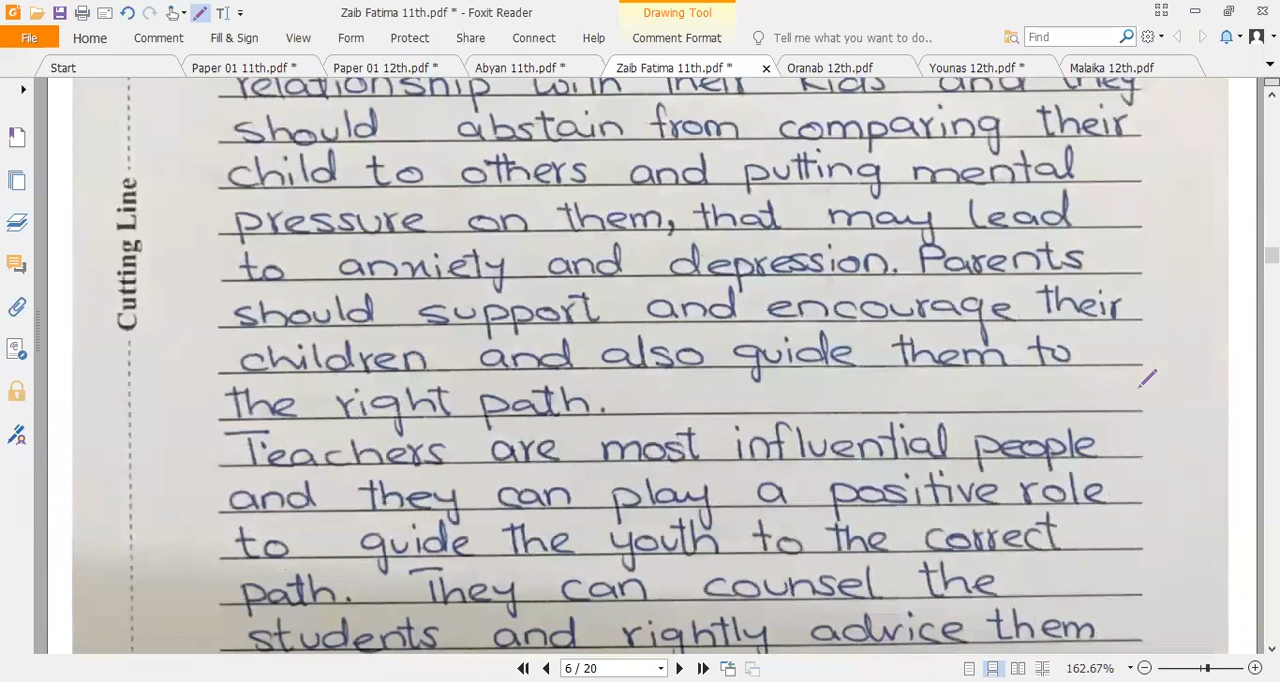 Zaib Fatima 11th.pdf * - Foxit Reader
Drawing Tool
File Home Comment Fill & Sign View Form Protect Share Connect Help Comment Format Tell me what you want to do.. Find
Start Paper 01 11th.pdf * Paper 01 12th.pdf * Abyan 11th.pdf * Zaib Fatima 11th.pdf * Oranab 12th.pdf Younas 12th.pdf * Malaika 12th.pdf
relationship with their kids and they
should abstain from comparing their
child to others and putting mental
pressure on them, that may lead
to anxiety and depression. Parents
should support and encourage their
children and also guide them to
the right path.
Teachers are most influential people
and they can play a positive role
to guide the youth to the correct
path. They can counsel the
students and rightly advice them
Cutting Line
6 / 20
162.67%